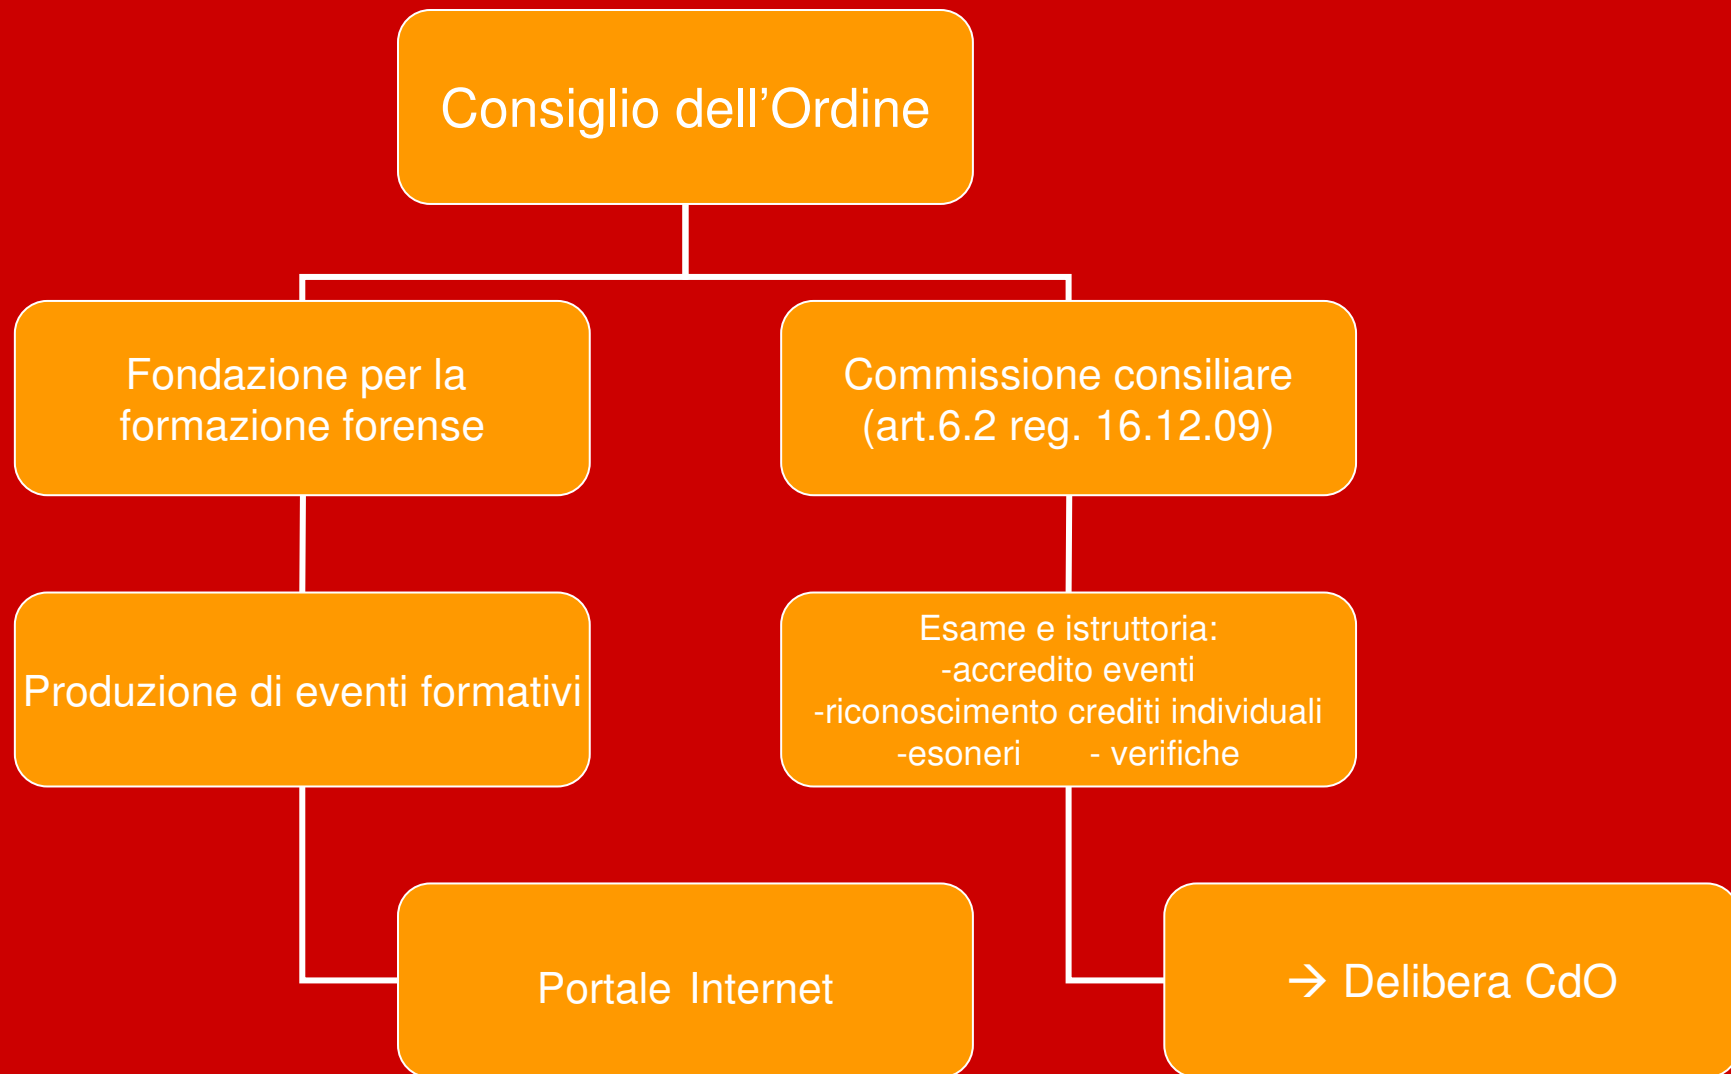 Consiglio dell’Ordine
Fondazione per la
formazione forense
Commissione consiliare
(art.6.2 reg. 16.12.09)
Produzione di eventi formativi
Esame e istruttoria:
-accredito eventi
-riconoscimento crediti individuali
-esoneri - verifiche
Portale Internet
→ Delibera CdO